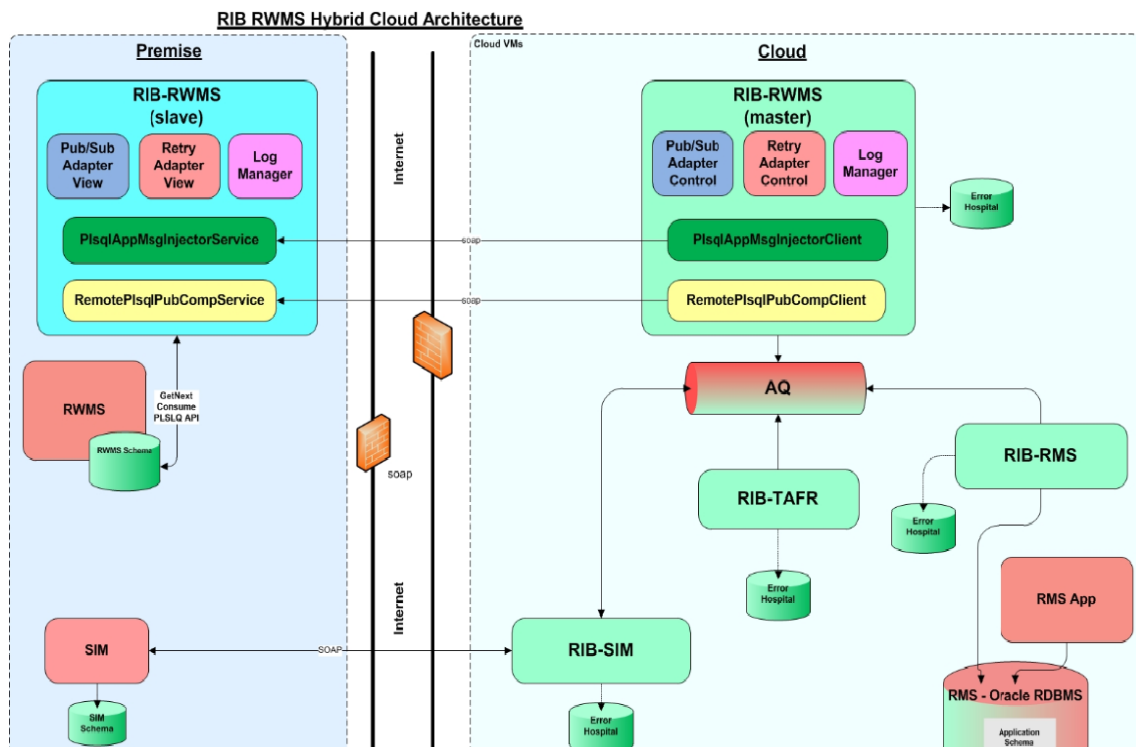 RIB RWMS Hybrid Cloud Architecture
Premise
RIB-RWMS
(slave)
Pub/Sub
Adapter
View
Retry
Adapter
View
Log
Manager
PlsqlAppMsgInjectorService
RemotePlsqlPubCompService
RWMS
RWMS Schema
GetNext
Consume
PLSLQ API
SIM
SIM
Schema
Internet
Internet
soap
soap
soap
SOAP
Cloud VMs
Cloud
RIB-RWMS
(master)
Pub/Sub
Adapter
Control
Retry
Adapter
Control
Log
Manager
PlsqlAppMsgInjectorClient
RemotePlsqlPubCompClient
Error
Hospital
AQ
RIB-TAFR
Error
Hospital
RIB-RMS
Error
Hospital
RIB-SIM
Error
Hospital
RMS App
RMS - Oracle RDBMS
Application
Schema